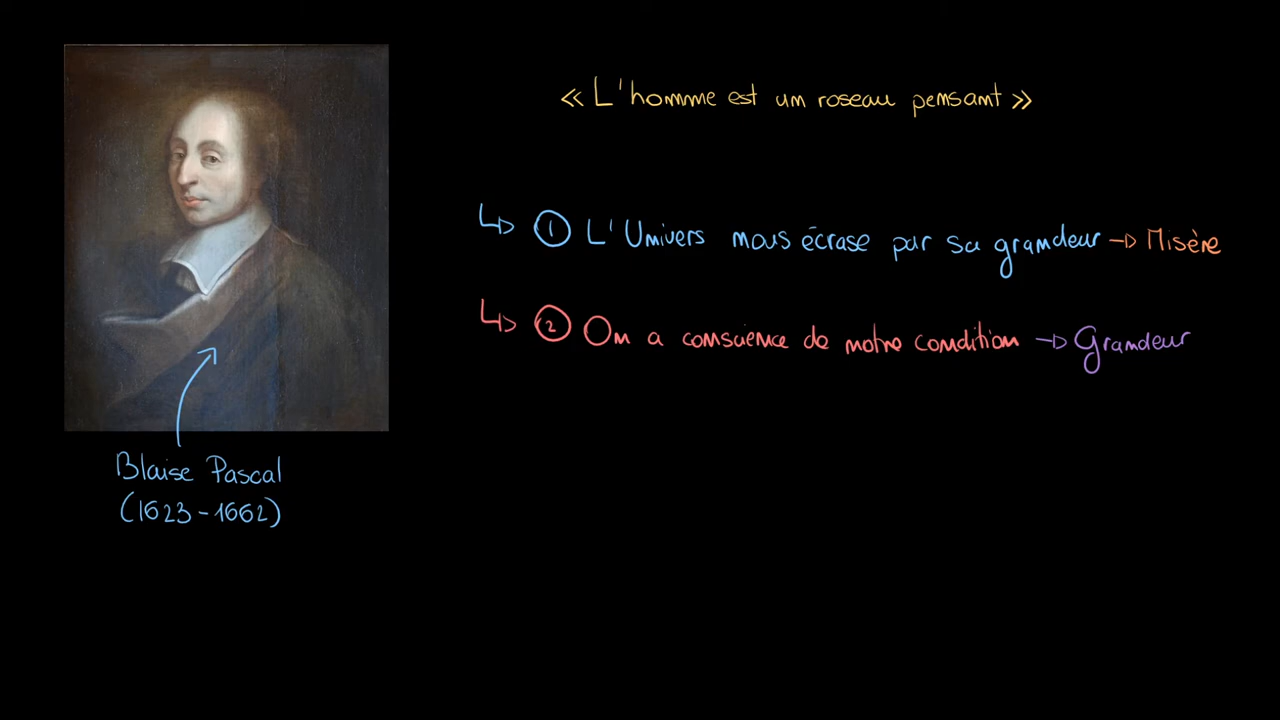 « L'homme est un roseau pensant »
↳ ① L'Univers nous écrase par sa grandeur → Misère
↳ ② On a conscience de notre condition → Grandeur
Blaise Pascal
(1623-1662)